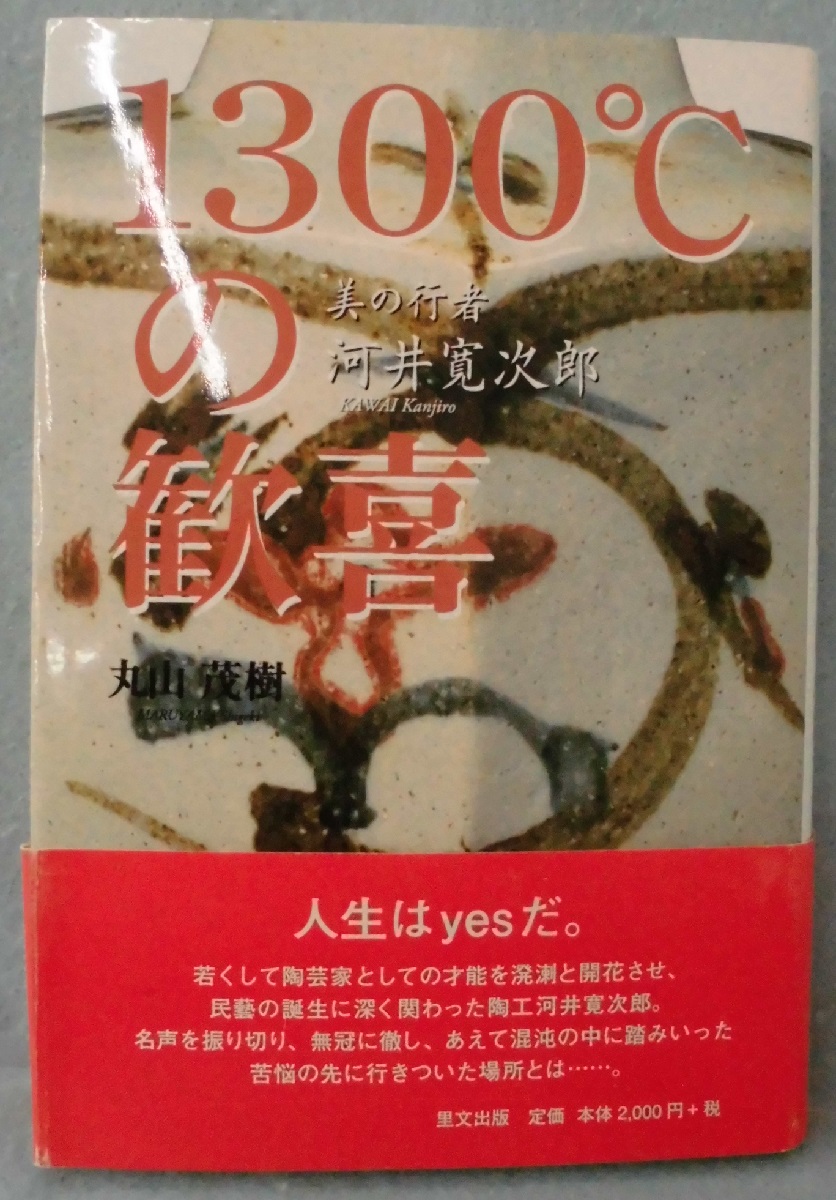 1300℃
の
歓喜
美の行者
河井寛次郎
KAWAI Kanjiro
丸山 茂樹
MARUYAMA Shigeki
人生はyesだ。
若くして陶芸家としての才能を溌溂と開花させ、
民藝の誕生に深く関わった陶工河井寛次郎。
名声を振り切り、無冠に徹し、あえて混沌の中に踏みいった
苦悩の先に行きついた場所とは……。
里文出版 定価 本体2,000円+税